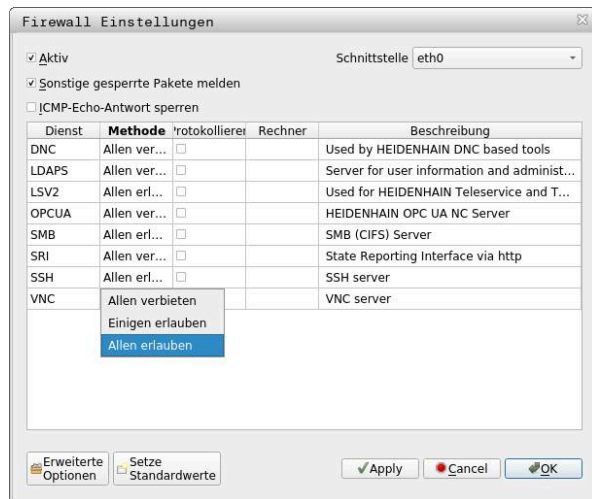 Firewall Einstellungen
Aktiv
Schnittstelle eth0
Sonstige gesperrte Pakete melden
ICMP-Echo-Antwort sperren
Dienst Methode Protokollieren Rechner Beschreibung
DNC Allen ver... Used by HEIDENHAIN DNC based tools
LDAPS Allen ver... Server for user information and administ...
LSV2 Allen erl... Used for HEIDENHAIN Teleservice and T...
OPCUA Allen ver... HEIDENHAIN OPC UA NC Server
SMB Allen erl... SMB (CIFS) Server
SRI Allen ver... State Reporting Interface via http
SSH Allen erl... SSH server
VNC VNC server
Allen verbieten
Einigen erlauben
Allen erlauben
Erweiterte
Optionen
Setze
Standardwerte
Apply
Cancel
OK